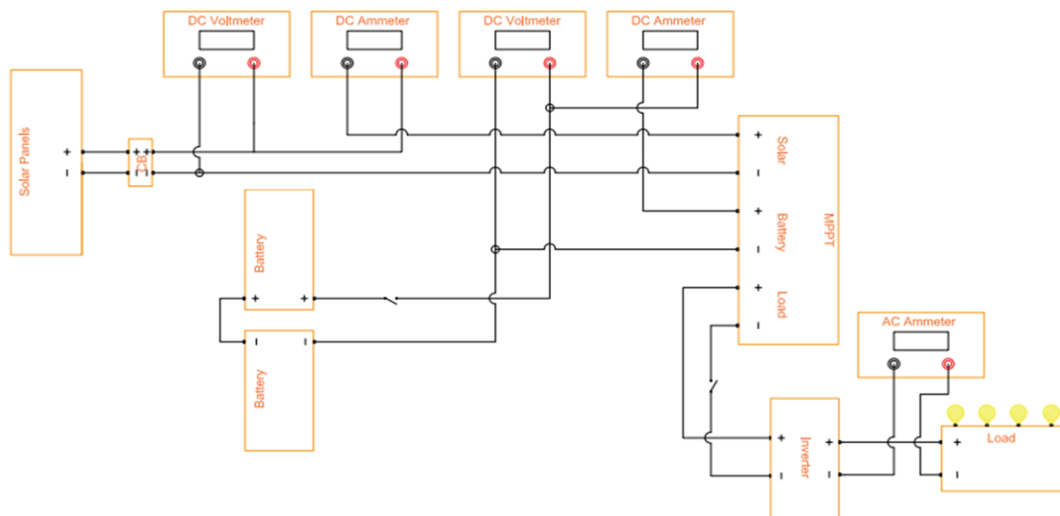 DC Voltmeter
DC Ammeter
DC Voltmeter
DC Ammeter
Solar Panels
+
−
+ +
CB
− −
+
Solar
−
+
Battery
−
+
Load
−
MPPT
Battery
+ +
− −
Battery
AC Ammeter
+
−
Inverter
+
−
Load
+
−